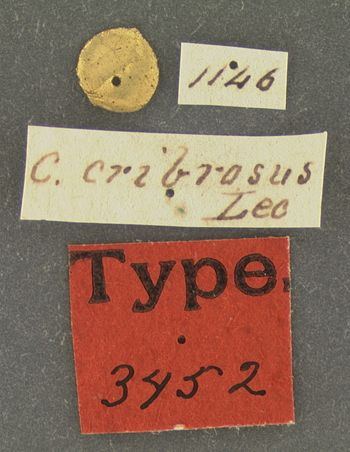 1146
C. cribrosus
Lec
Type.
3452